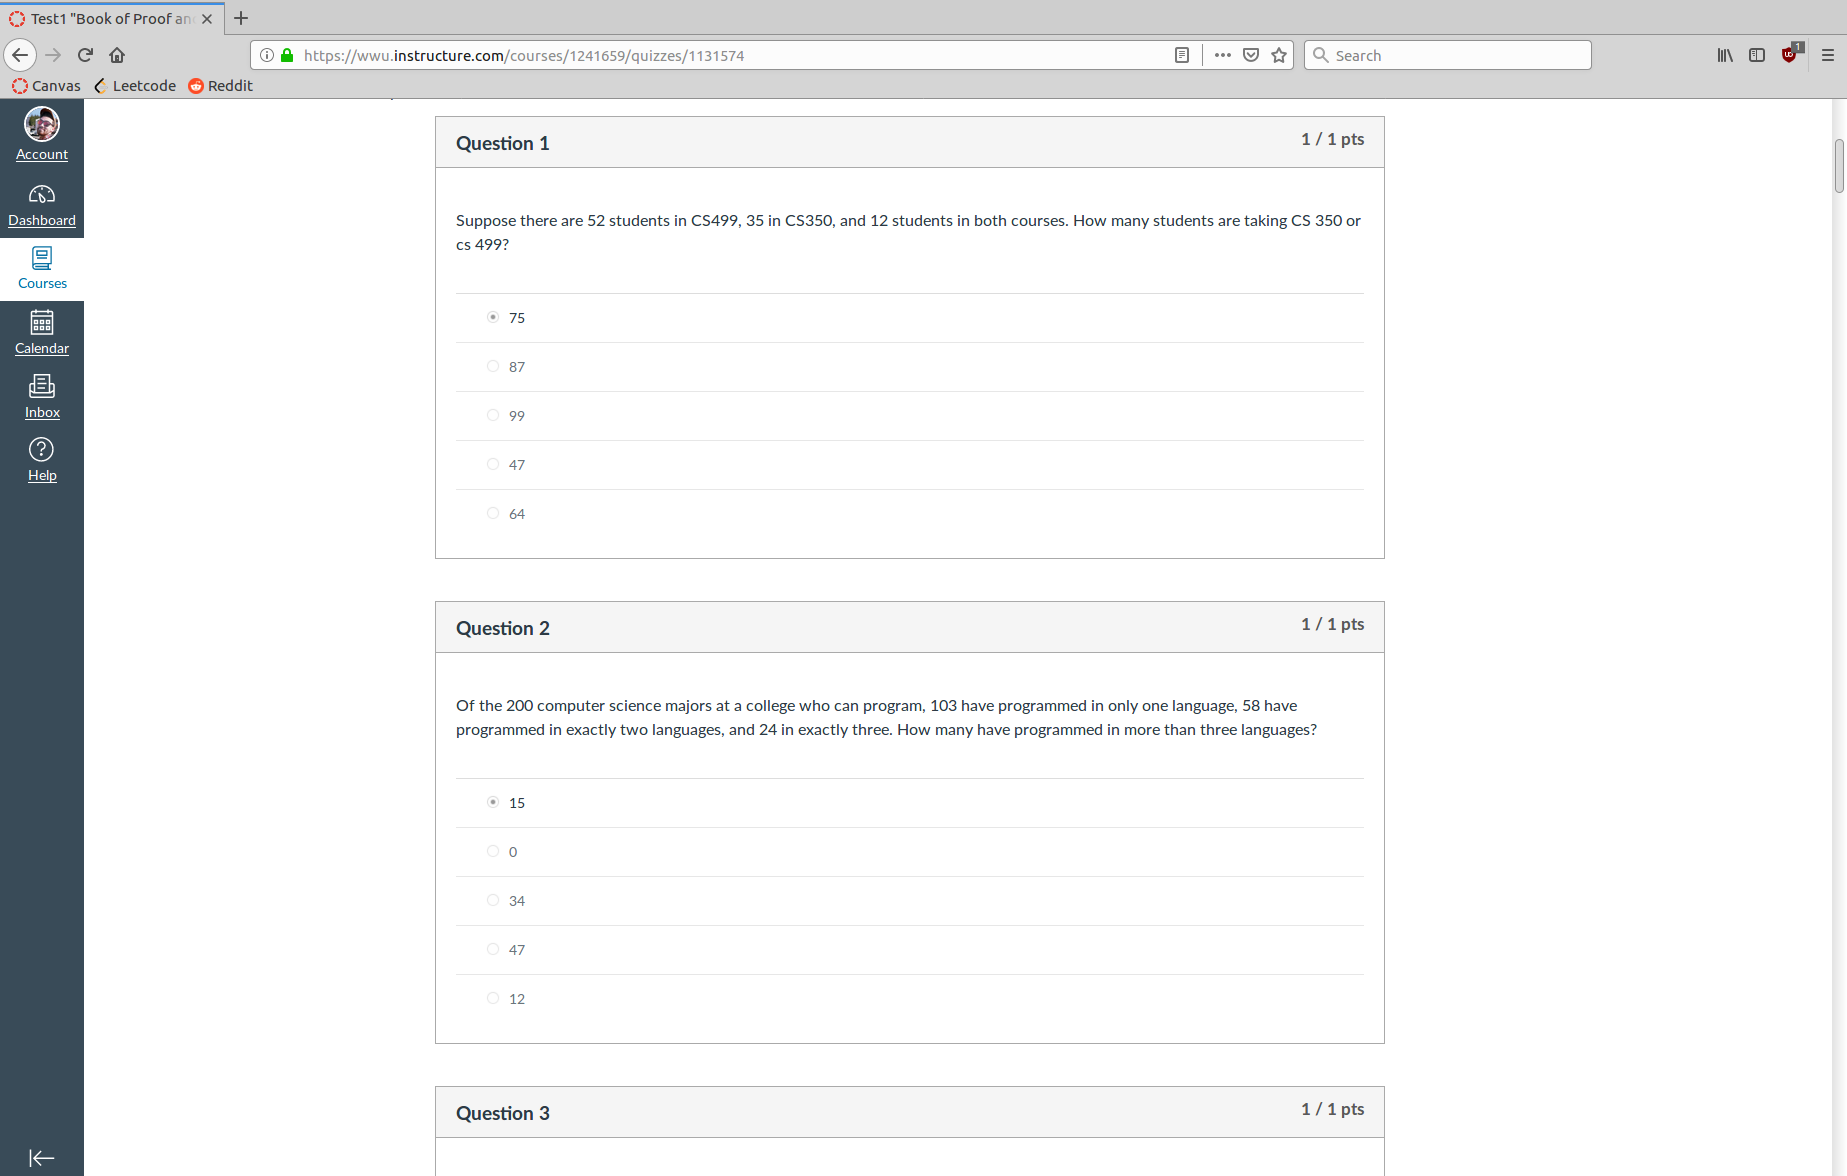 Test1 "Book of Proof an
https://wwu.instructure.com/courses/1241659/quizzes/1131574
Search
1
Canvas
Leetcode
Reddit
Account
Dashboard
Courses
Calendar
Inbox
Help
Question 1
1 / 1 pts
Suppose there are 52 students in CS499, 35 in CS350, and 12 students in both courses. How many students are taking CS 350 or
cs 499?
75
87
99
47
64
Question 2
1 / 1 pts
Of the 200 computer science majors at a college who can program, 103 have programmed in only one language, 58 have
programmed in exactly two languages, and 24 in exactly three. How many have programmed in more than three languages?
15
0
34
47
12
Question 3
1 / 1 pts